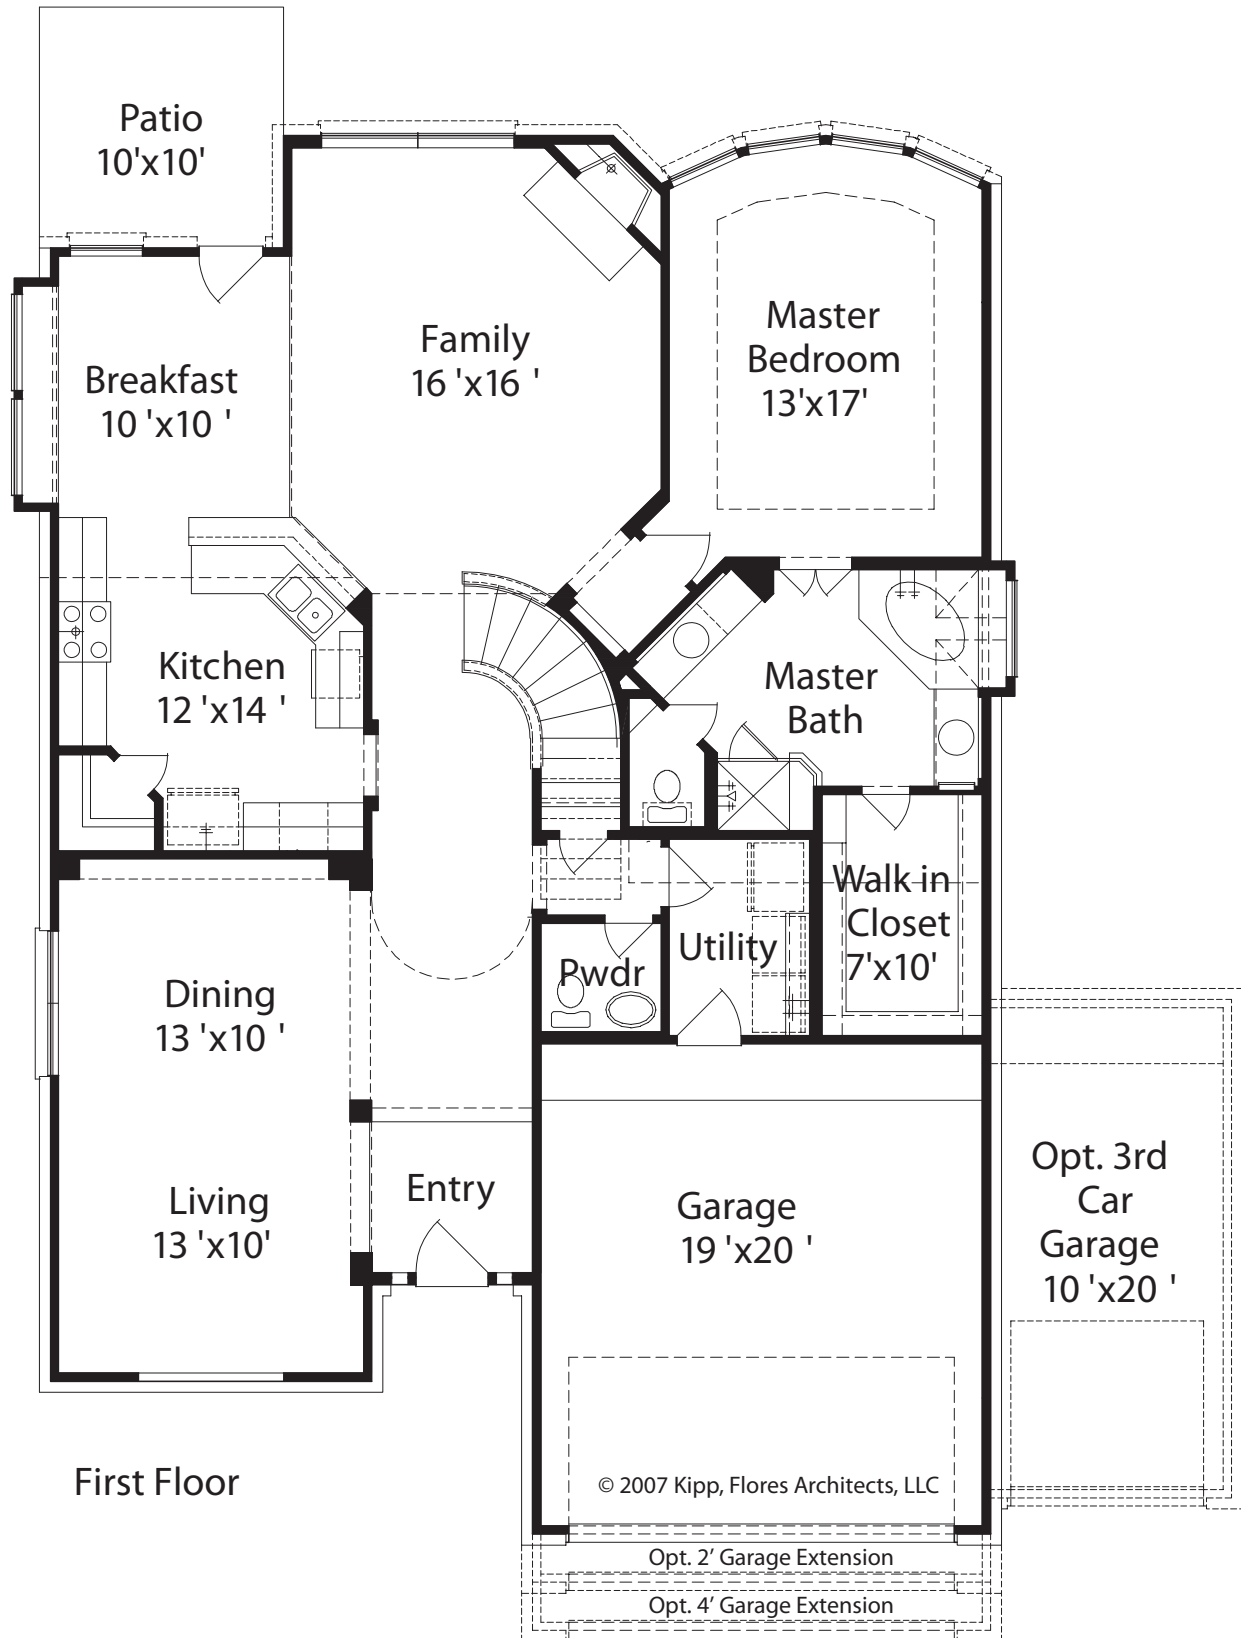 Patio
10'x10'
Family
16 'x16 '
Master
Bedroom
13'x17'
Breakfast
10 'x10 '
Kitchen
12 'x14 '
Master
Bath
Walk in
Closet
7'x10'
Utility
Pwdr
Dining
13 'x10 '
Living
13 'x10'
Entry
Garage
19 'x20 '
Opt. 3rd
Car
Garage
10 'x20 '
First Floor
© 2007 Kipp, Flores Architects, LLC
Opt. 2’ Garage Extension
Opt. 4’ Garage Extension